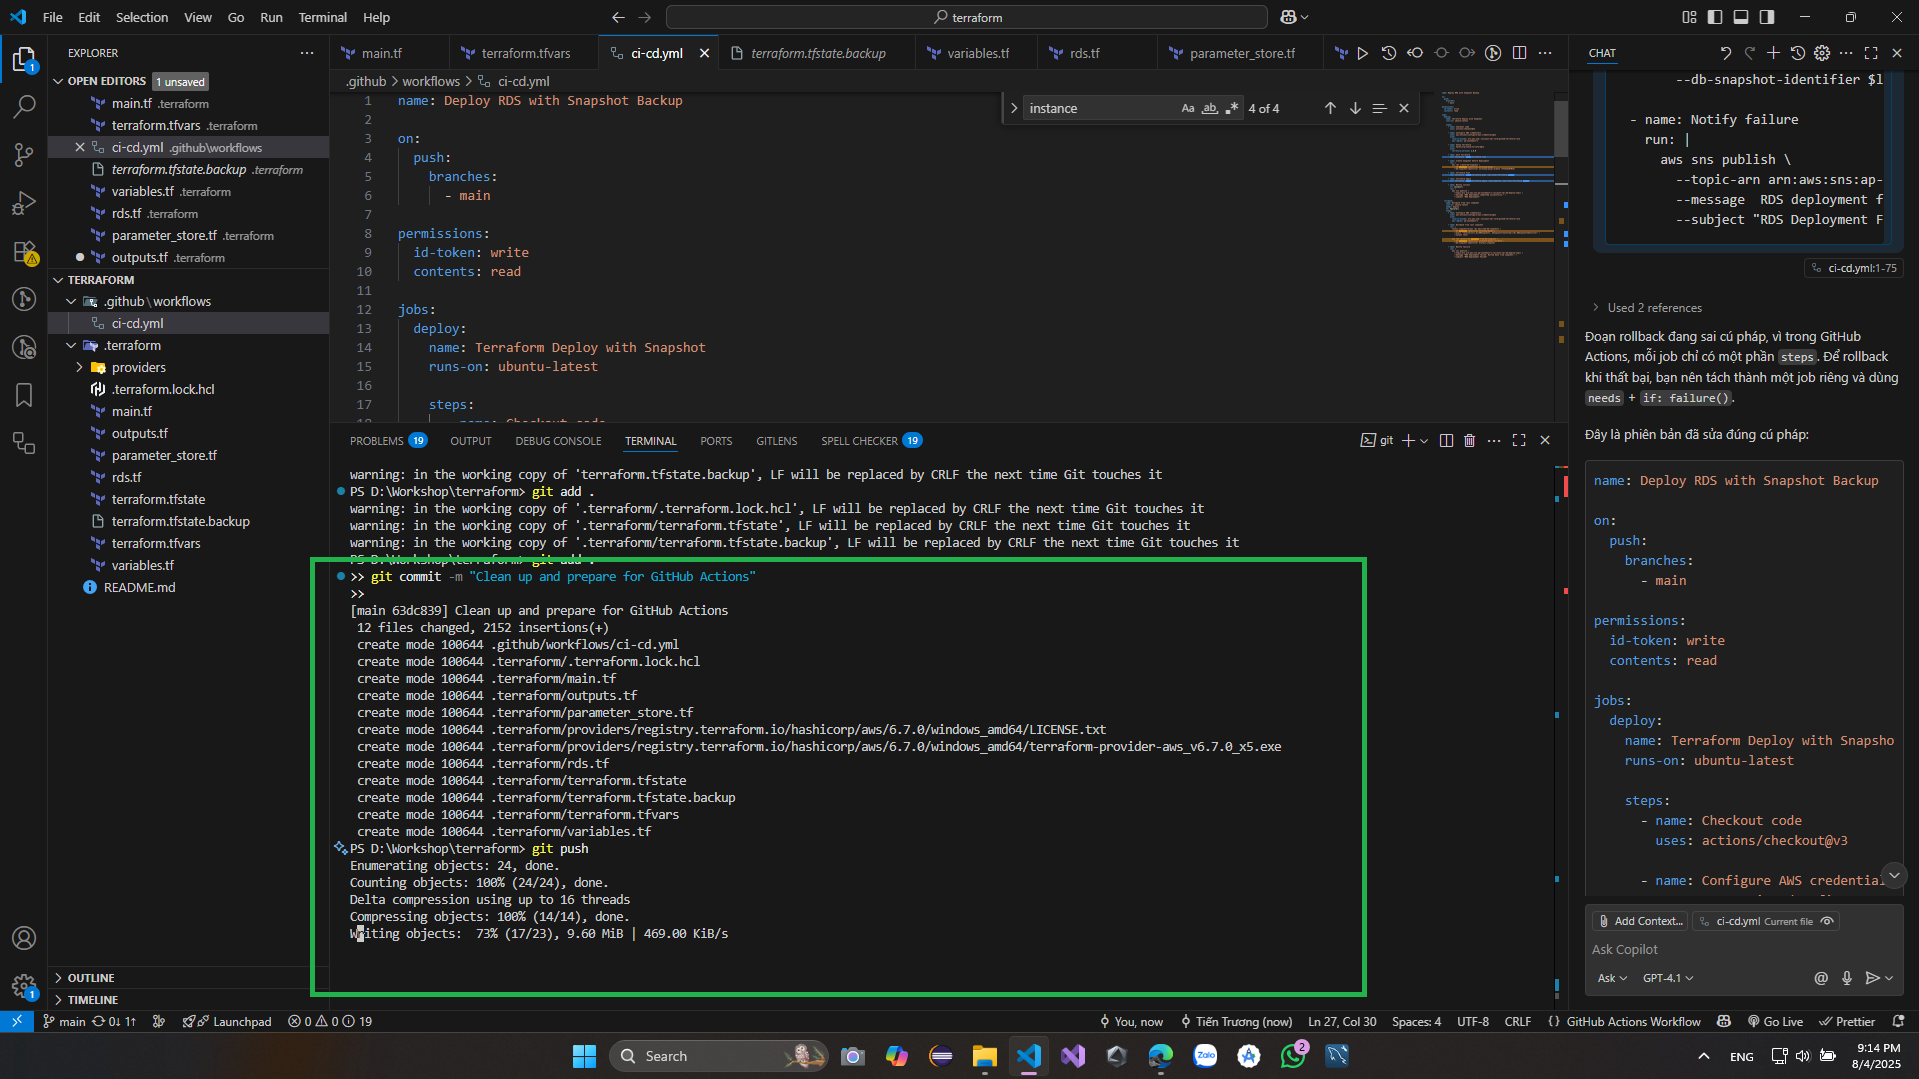 File Edit Selection View Go Run Terminal Help
terraform
EXPLORER
OPEN EDITORS 1 unsaved
main.tf .terraform
terraform.tfvars .terraform
ci-cd.yml .github\workflows
terraform.tfstate.backup .terraform
variables.tf .terraform
rds.tf .terraform
parameter_store.tf .terraform
outputs.tf .terraform
TERRAFORM
.github\workflows
ci-cd.yml
.terraform
providers
.terraform.lock.hcl
main.tf
outputs.tf
parameter_store.tf
rds.tf
terraform.tfstate
terraform.tfstate.backup
terraform.tfvars
variables.tf
README.md
OUTLINE
TIMELINE
main.tf terraform.tfvars ci-cd.yml terraform.tfstate.backup variables.tf rds.tf parameter_store.tf
.github > workflows > ci-cd.yml
instance Aa ab 4 of 4
1 name: Deploy RDS with Snapshot Backup
2
3 on:
4 push:
5 branches:
6 - main
7
8 permissions:
9 id-token: write
10 contents: read
11
12 jobs:
13 deploy:
14 name: Terraform Deploy with Snapshot
15 runs-on: ubuntu-latest
16
17 steps:
18 - name: Checkout code
PROBLEMS 19 OUTPUT DEBUG CONSOLE TERMINAL PORTS GITLENS SPELL CHECKER 19 git
warning: in the working copy of 'terraform.tfstate.backup', LF will be replaced by CRLF the next time Git touches it
PS D:\Workshop\terraform> git add .
warning: in the working copy of '.terraform/.terraform.lock.hcl', LF will be replaced by CRLF the next time Git touches it
warning: in the working copy of '.terraform/terraform.tfstate', LF will be replaced by CRLF the next time Git touches it
warning: in the working copy of '.terraform/terraform.tfstate.backup', LF will be replaced by CRLF the next time Git touches it
PS D:\Workshop\terraform> git add .
>> git commit -m "Clean up and prepare for GitHub Actions"
>>
[main 63dc839] Clean up and prepare for GitHub Actions
12 files changed, 2152 insertions(+)
create mode 100644 .github/workflows/ci-cd.yml
create mode 100644 .terraform/.terraform.lock.hcl
create mode 100644 .terraform/main.tf
create mode 100644 .terraform/outputs.tf
create mode 100644 .terraform/parameter_store.tf
create mode 100644 .terraform/providers/registry.terraform.io/hashicorp/aws/6.7.0/windows_amd64/LICENSE.txt
create mode 100644 .terraform/providers/registry.terraform.io/hashicorp/aws/6.7.0/windows_amd64/terraform-provider-aws_v6.7.0_x5.exe
create mode 100644 .terraform/rds.tf
create mode 100644 .terraform/terraform.tfstate
create mode 100644 .terraform/terraform.tfstate.backup
create mode 100644 .terraform/terraform.tfvars
create mode 100644 .terraform/variables.tf
PS D:\Workshop\terraform> git push
Enumerating objects: 24, done.
Counting objects: 100% (24/24), done.
Delta compression using up to 16 threads
Compressing objects: 100% (14/14), done.
Writing objects: 73% (17/23), 9.60 MiB | 469.00 KiB/s
CHAT
--db-snapshot-identifier $l
- name: Notify failure
run: |
aws sns publish \
--topic-arn arn:aws:sns:ap-
--message RDS deployment f
--subject "RDS Deployment F
ci-cd.yml:1-75
Used 2 references
Đoạn rollback đang sai cú pháp, vì trong GitHub
Actions, mỗi job chỉ có một phần steps. Để rollback
khi thất bại, bạn nên tách thành một job riêng và dùng
needs + if: failure().
Đây là phiên bản đã sửa đúng cú pháp:
name: Deploy RDS with Snapshot Backup
on:
push:
branches:
- main
permissions:
id-token: write
contents: read
jobs:
deploy:
name: Terraform Deploy with Snapsho
runs-on: ubuntu-latest
steps:
- name: Checkout code
uses: actions/checkout@v3
- name: Configure AWS credential
Add Context... ci-cd.yml Current file
Ask Copilot
Ask GPT-4.1
main 0↓ 1↑ Launchpad 0 0 19 You, now Tiến Trương (now) Ln 27, Col 30 Spaces: 4 UTF-8 CRLF {} GitHub Actions Workflow Go Live Prettier
Search
Zalo
2
ENG
9:14 PM
8/4/2025